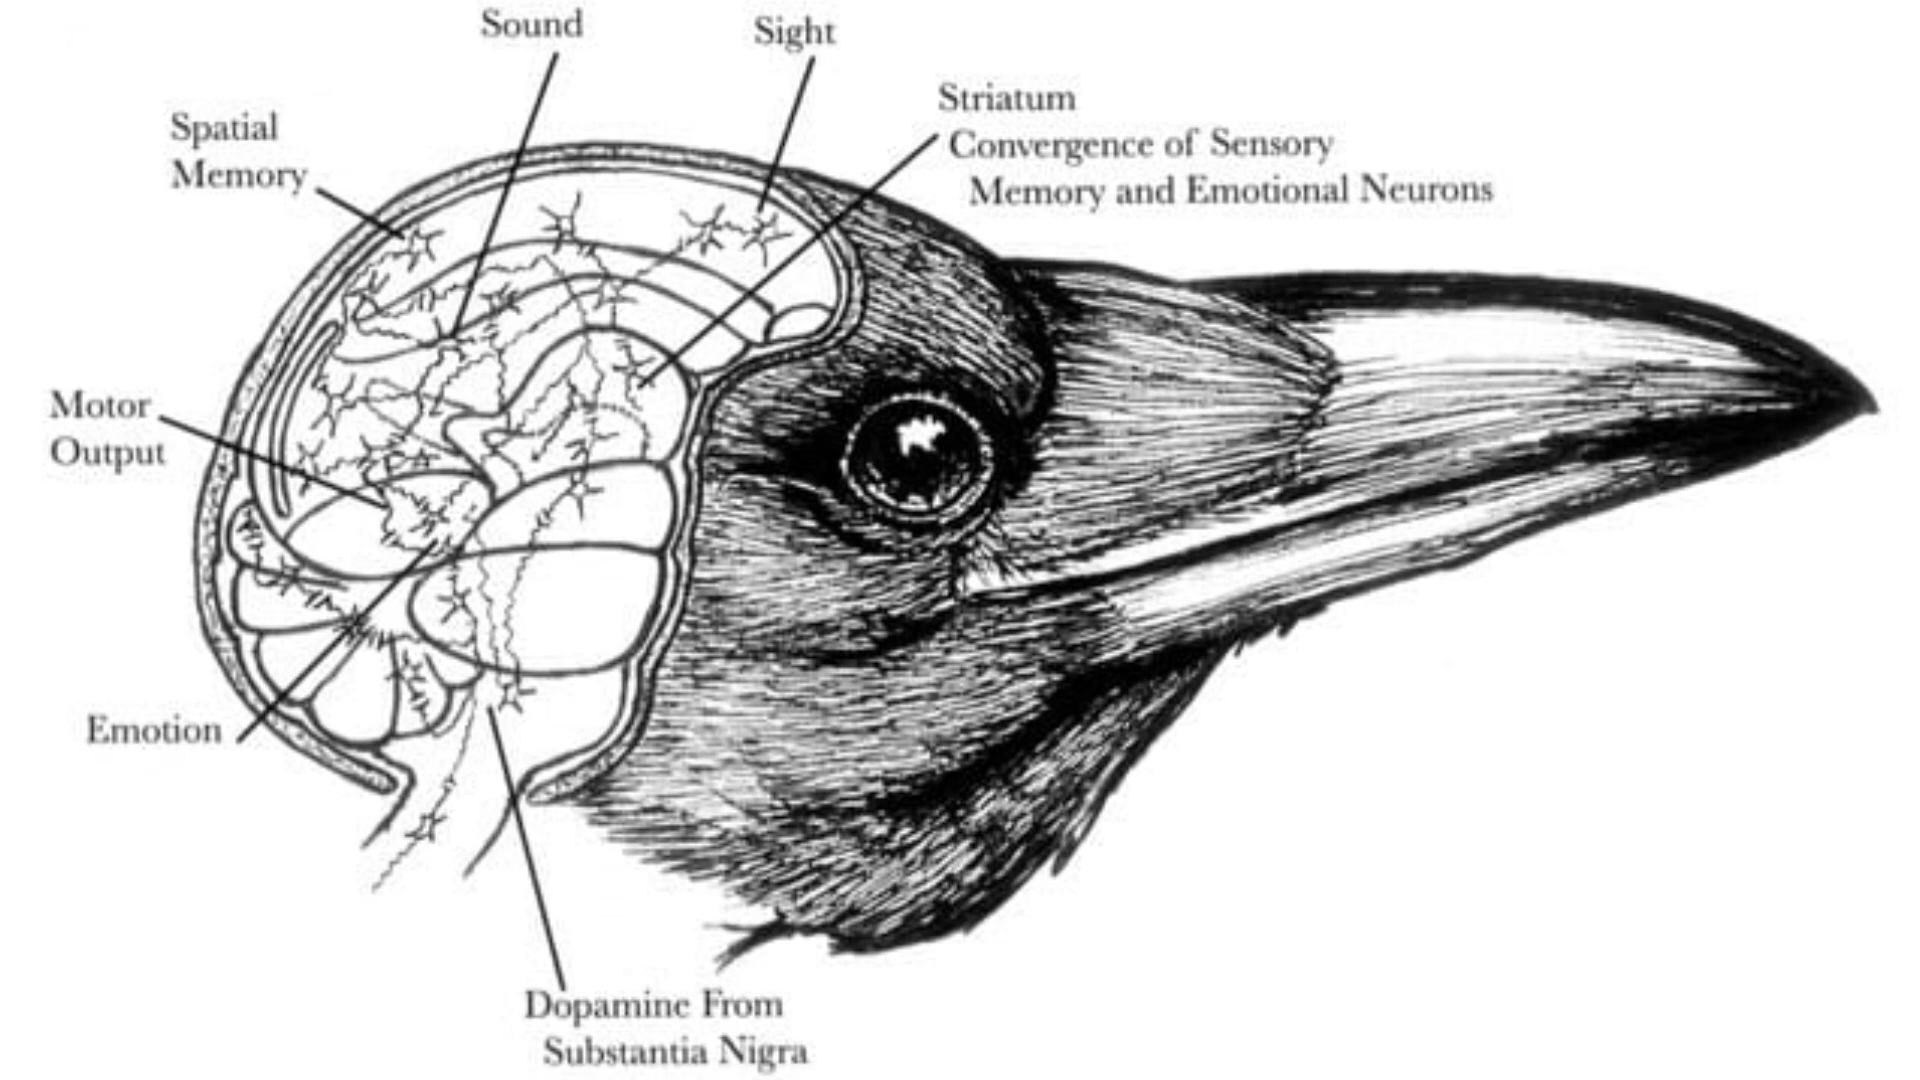 Sound
Sight
Striatum
Convergence of Sensory
Memory and Emotional Neurons
Spatial
Memory
Motor
Output
Emotion
Dopamine From
Substantia Nigra